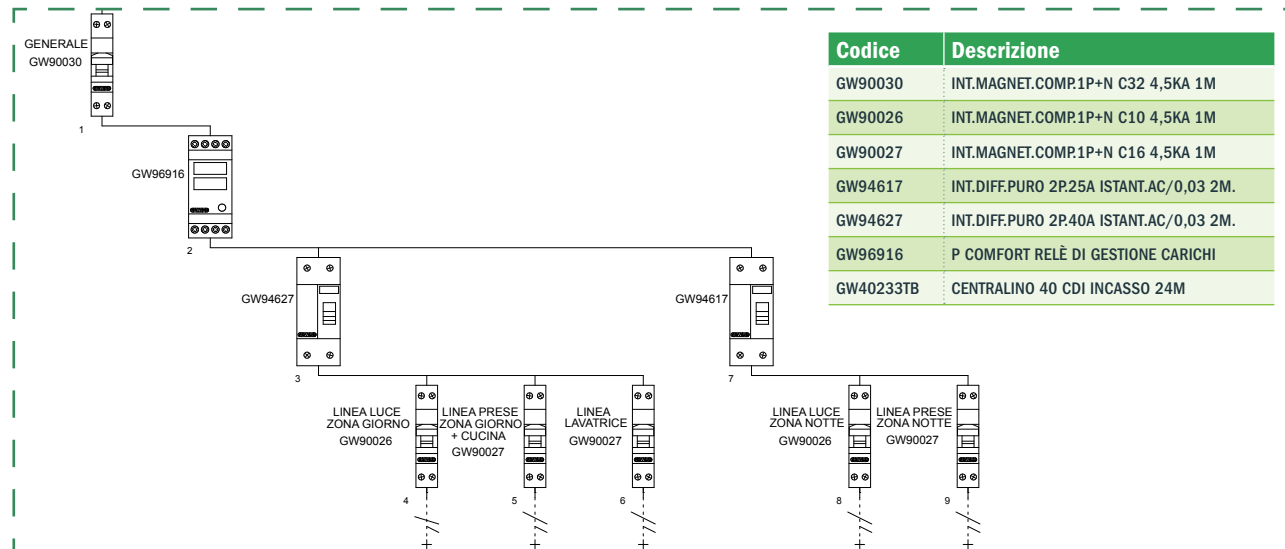 GENERALE
GW90030
1
GW96916
2
GW94627
3
GW94617
7
LINEA LUCE
ZONA GIORNO
GW90026
4
LINEA PRESE
ZONA GIORNO
+ CUCINA
GW90027
5
LINEA
LAVATRICE
GW90027
6
LINEA LUCE
ZONA NOTTE
GW90026
8
LINEA PRESE
ZONA NOTTE
GW90027
9
Codice Descrizione
GW90030 INT.MAGNET.COMP.1P+N C32 4,5KA 1M
GW90026 INT.MAGNET.COMP.1P+N C10 4,5KA 1M
GW90027 INT.MAGNET.COMP.1P+N C16 4,5KA 1M
GW94617 INT.DIFF.PURO 2P.25A ISTANT.AC/0,03 2M.
GW94627 INT.DIFF.PURO 2P.40A ISTANT.AC/0,03 2M.
GW96916 P COMFORT RELÈ DI GESTIONE CARICHI
GW40233TB CENTRALINO 40 CDI INCASSO 24M